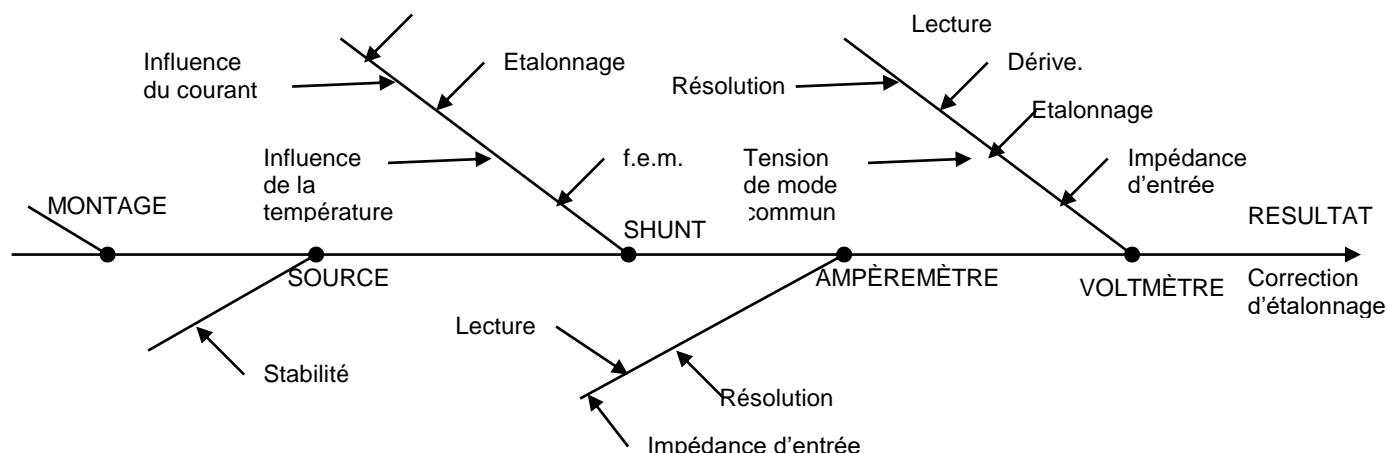 Lecture
Influence
du courant
Etalonnage
Dérive.
Résolution
Etalonnage
Influence
de la
température
f.e.m.
Tension
de mode
commun
Impédance
d’entrée
MONTAGE
SHUNT
RESULTAT
SOURCE
AMPÈREMÈTRE
VOLTMÈTRE
Correction
d’étalonnage
Lecture
Stabilité
Résolution
Impédance d’entrée